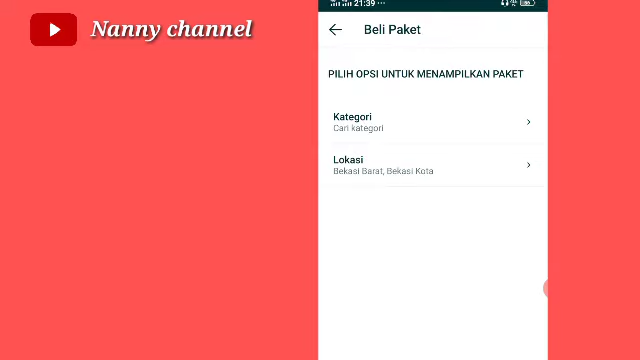 Nanny channel
21:39
Beli Paket
PILIH OPSI UNTUK MENAMPILKAN PAKET
Kategori
Cari kategori
Lokasi
Bekasi Barat, Bekasi Kota